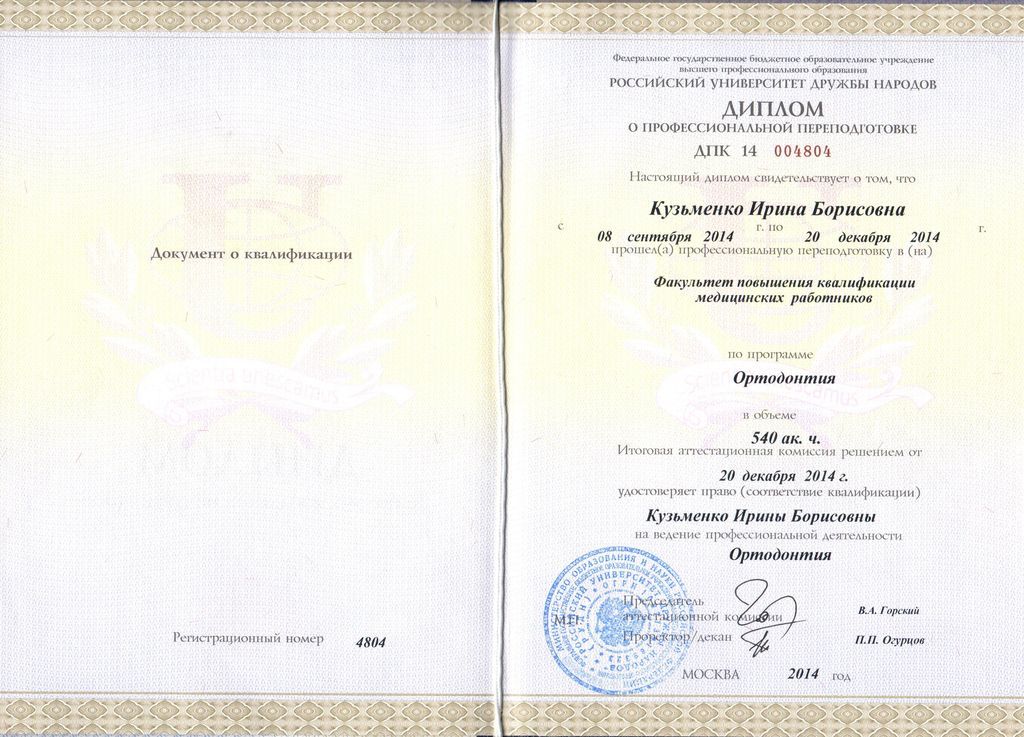 Документ о квалификации
Регистрационный номер 4804
Федеральное государственное бюджетное образовательное учреждение
высшего профессионального образования
РОССИЙСКИЙ УНИВЕРСИТЕТ ДРУЖБЫ НАРОДОВ
ДИПЛОМ
О ПРОФЕССИОНАЛЬНОЙ ПЕРЕПОДГОТОВКЕ
ДПК 14 004804
Настоящий диплом свидетельствует о том, что
Кузьменко Ирина Борисовна
с 08 сентября 2014 г. по 20 декабря 2014 г.
прошел(а) профессиональную переподготовку в (на)
Факультет повышения квалификации
медицинских работников
по программе
Ортодонтия
в объеме
540 ак. ч.
Итоговая аттестационная комиссия решением от
20 декабря 2014 г.
удостоверяет право (соответствие квалификации)
Кузьменко Ирины Борисовны
на ведение профессиональной деятельности
Ортодонтия
Председатель
аттестационной комиссии В.А. Горский
М.П.
Проректор/декан П.П. Огурцов
МОСКВА 2014 год